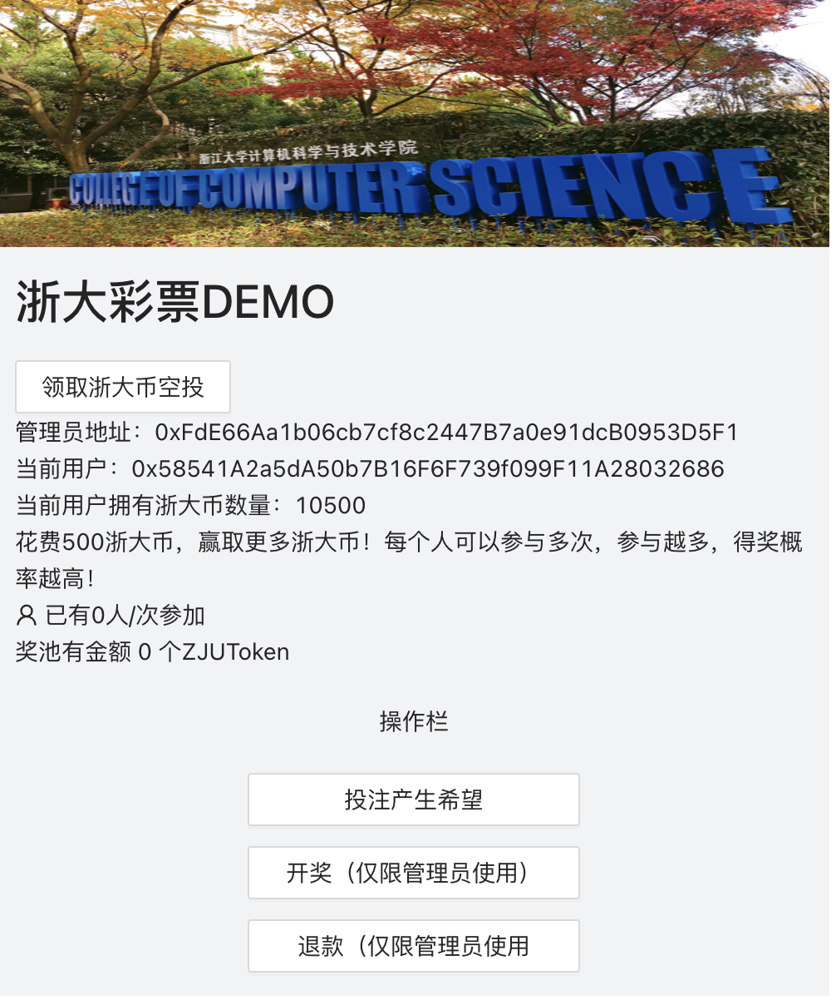 浙江大学计算机科学与技术学院
COLLEGE OF COMPUTER SCIENCE
浙大彩票DEMO
领取浙大币空投
管理员地址：0xFdE66Aa1b06cb7cf8c2447B7a0e91dcB0953D5F1
当前用户：0x58541A2a5dA50b7B16F6F739f099F11A28032686
当前用户拥有浙大币数量：10500
花费500浙大币，赢取更多浙大币！每个人可以参与多次，参与越多，得奖概
率越高！
已有0人/次参加
奖池有金额 0 个ZJUToken
操作栏
投注产生希望
开奖（仅限管理员使用）
退款（仅限管理员使用